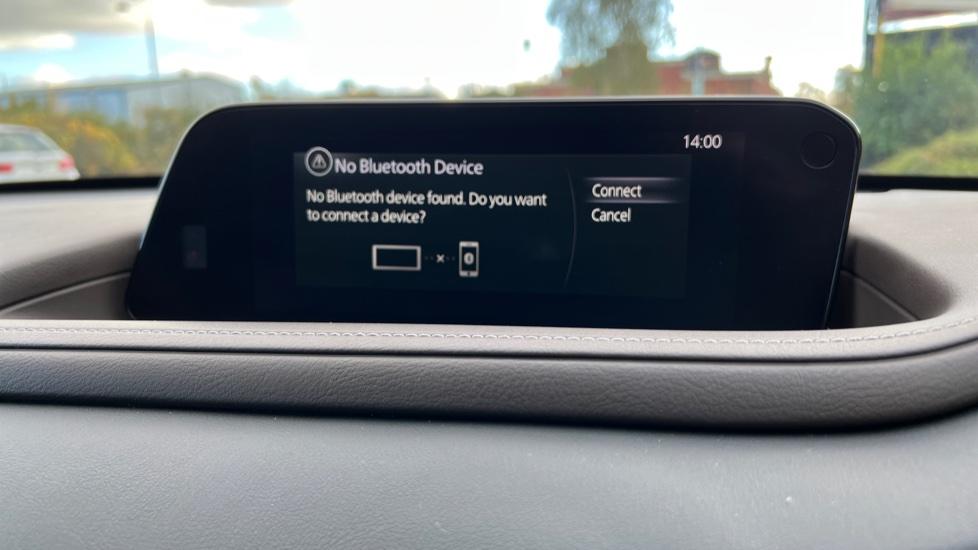 14:00
No Bluetooth Device
No Bluetooth device found. Do you want
to connect a device?
Connect
Cancel